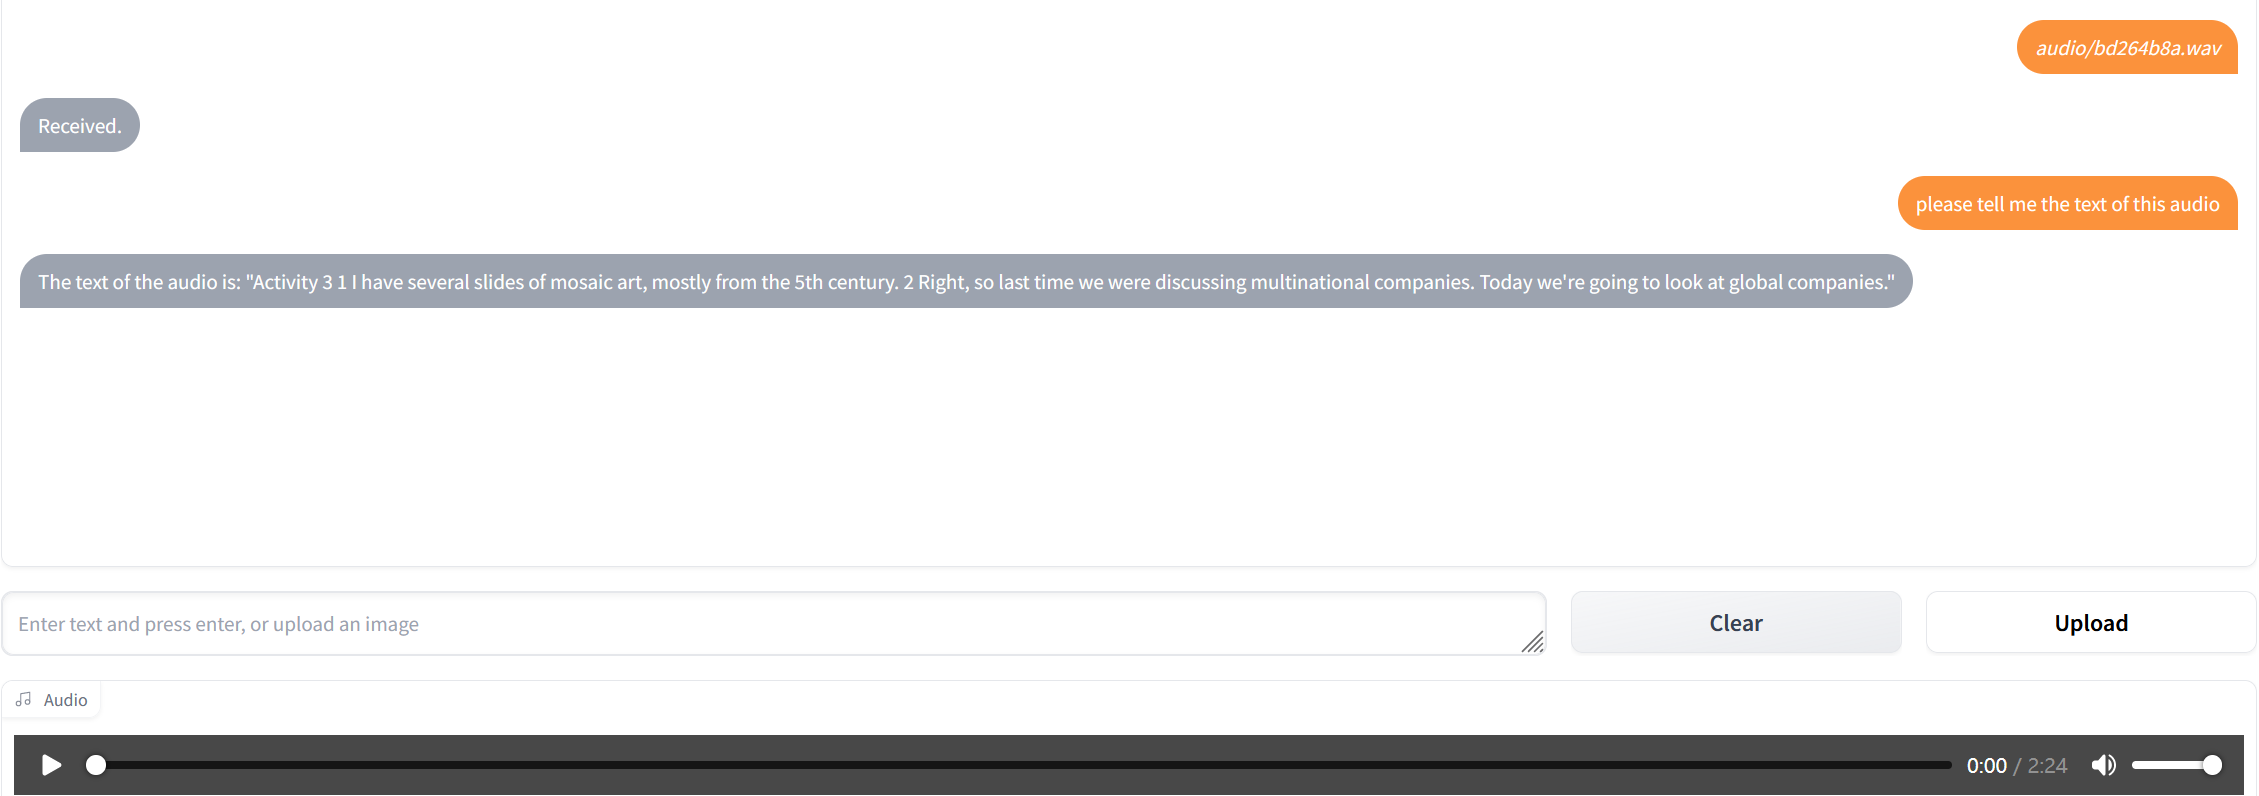 audio/bd264b8a.wav
Received.
please tell me the text of this audio
The text of the audio is: "Activity 3 1 I have several slides of mosaic art, mostly from the 5th century. 2 Right, so last time we were discussing multinational companies. Today we're going to look at global companies."
Enter text and press enter, or upload an image
Clear
Upload
Audio
0:00 / 2:24